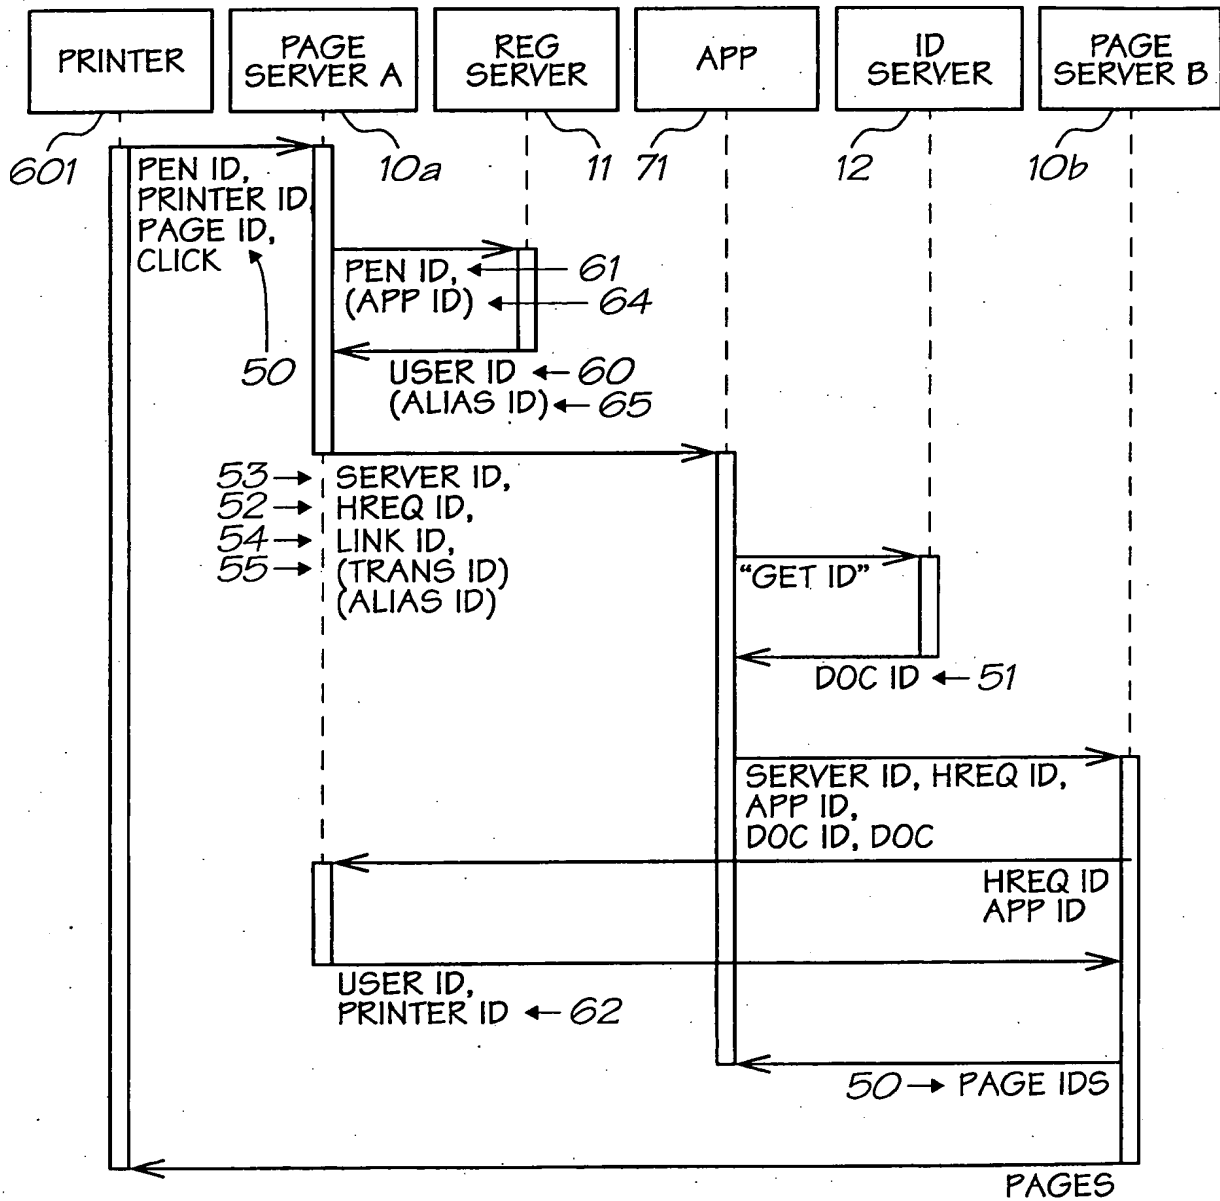 PRINTER
PAGE
SERVER A
REG
SERVER
APP
ID
SERVER
PAGE
SERVER B
601
10a
11
71
12
10b
PEN ID,
PRINTER ID,
PAGE ID,
CLICK
50
PEN ID, 61
(APP ID) 64
USER ID 60
(ALIAS ID) 65
53 SERVER ID,
52 HREQ ID,
54 LINK ID,
55 (TRANS ID)
(ALIAS ID)
"GET ID"
DOC ID 51
SERVER ID, HREQ ID,
APP ID,
DOC ID, DOC
HREQ ID
APP ID
USER ID,
PRINTER ID 62
50 PAGE IDS
PAGES